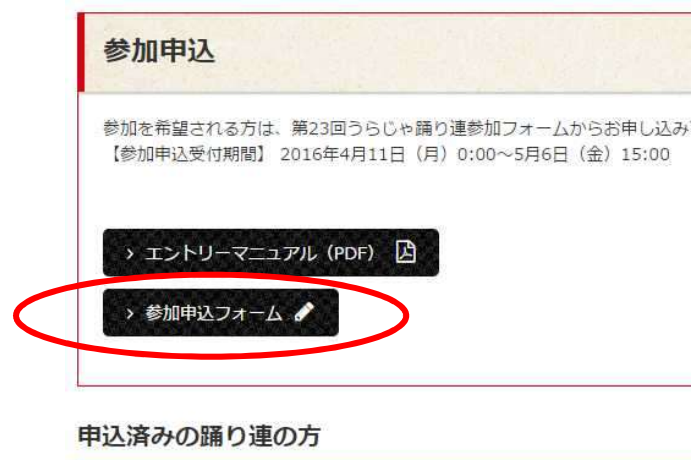 参加申込
参加を希望される方は、第23回うらじゃ踊り連参加フォームからお申し込み
【参加申込受付期間】 2016年4月11日（月）0:00～5月6日（金）15:00
› エントリーマニュアル（PDF）
› 参加申込フォーム
申込済みの踊り連の方